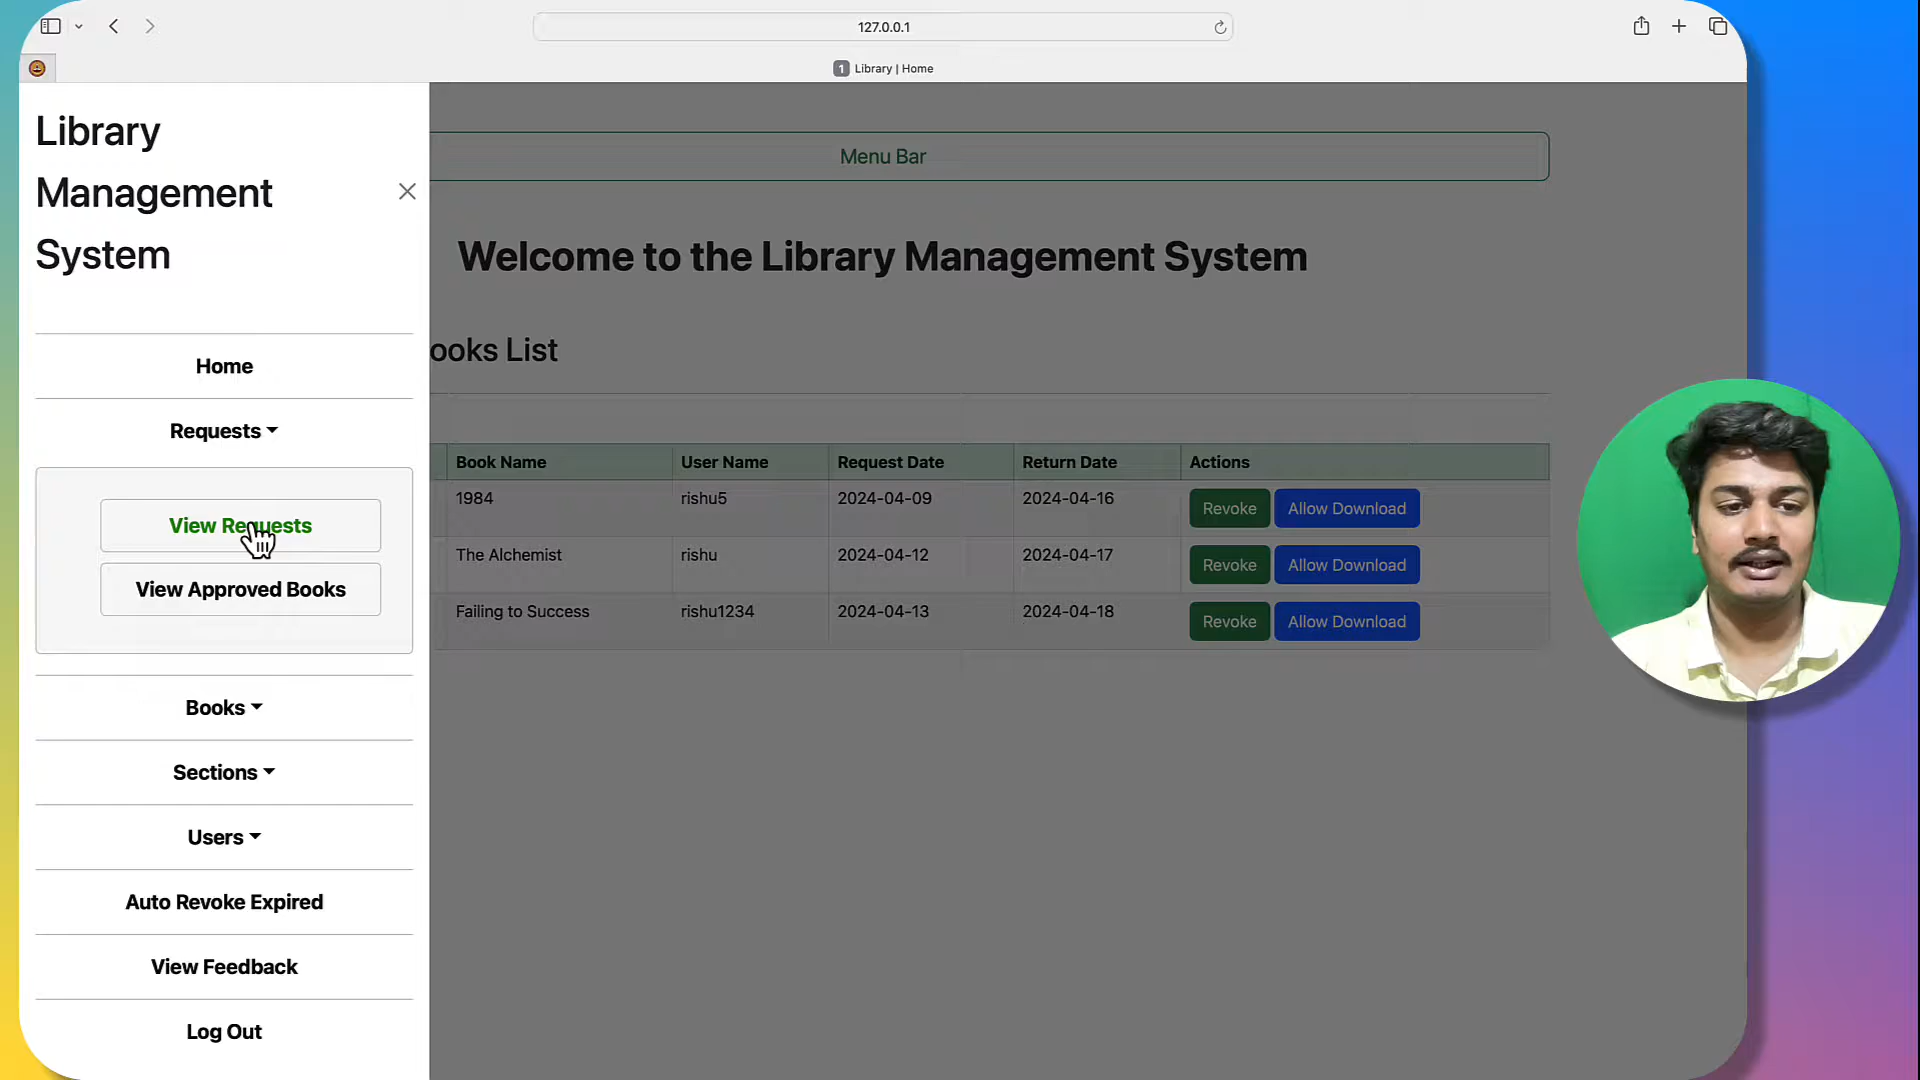 127.0.0.1
1 Library | Home
Library
Management
System
Home
Requests
View Requests
View Approved Books
Books
Sections
Users
Auto Revoke Expired
View Feedback
Log Out
Menu Bar
Welcome to the Library Management System
ooks List
Book Name User Name Request Date Return Date Actions
1984 rishu5 2024-04-09 2024-04-16 Revoke Allow Download
The Alchemist rishu 2024-04-12 2024-04-17 Revoke Allow Download
Failing to Success rishu1234 2024-04-13 2024-04-18 Revoke Allow Download